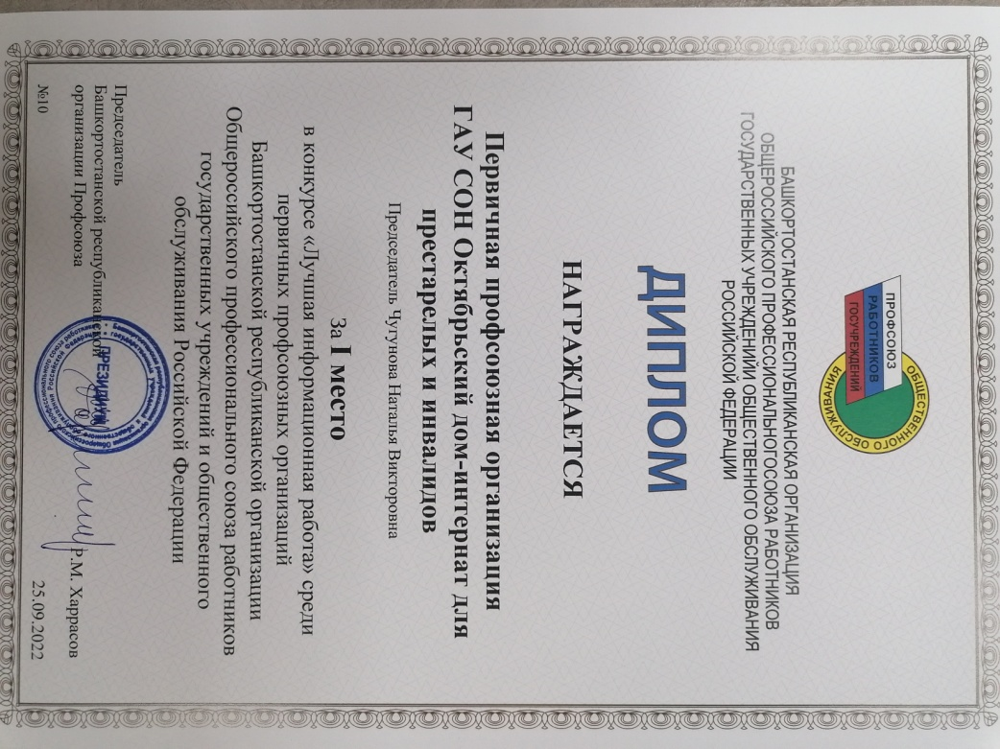 ПРОФСОЮЗ
РАБОТНИКОВ
ГОСУЧРЕЖДЕНИЙ
ОБЩЕСТВЕННОГО ОБСЛУЖИВАНИЯ
БАШКОРТОСТАНСКАЯ РЕСПУБЛИКАНСКАЯ ОРГАНИЗАЦИЯ
ОБЩЕРОССИЙСКОГО ПРОФЕССИОНАЛЬНОГОСОЮЗА РАБОТНИКОВ
ГОСУДАРСТВЕННЫХ УЧРЕЖДЕНИЙИ ОБЩЕСТВЕННОГО ОБСЛУЖИВАНИЯ
РОССИЙСКОЙ ФЕДЕРАЦИИ
ДИПЛОМ
НАГРАЖДАЕТСЯ
Первичная профсоюзная организация
ГАУ СОН Октябрьский дом-интернат для
престарелых и инвалидов
Председатель Чугунова Наталья Викторовна
За I место
в конкурсе «Лучшая информационная работа» среди
первичных профсоюзных организаций
Башкортостанской республиканской организации
Общероссийского профессионального союза работников
государственных учреждений и общественного
обслуживания Российской Федерации
Председатель
Башкортостанской республиканской
организации Профсоюза
Р.М. Харрасов
ПРЕЗИДИУМ
№10
25.09.2022